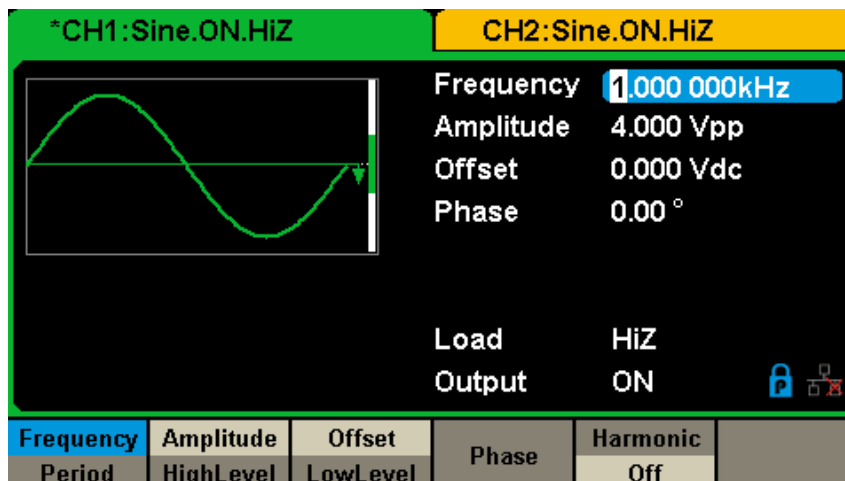 *CH1:Sine.ON.HiZ
CH2:Sine.ON.HiZ
Frequency 1.000 000kHz
Amplitude 4.000 Vpp
Offset 0.000 Vdc
Phase 0.00 °
Load HiZ
Output ON
P
Frequency Amplitude Offset Phase Harmonic
Period HighLevel LowLevel Off